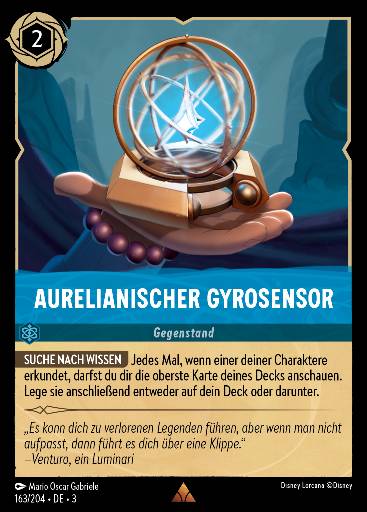 2
AURELIANISCHER GYROSENSOR
Gegenstand
SUCHE NACH WISSEN Jedes Mal, wenn einer deiner Charaktere
erkundet, darfst du dir die oberste Karte deines Decks anschauen.
Lege sie anschließend entweder auf dein Deck oder darunter.
„Es kann dich zu verlorenen Legenden führen, aber wenn man nicht
aufpasst, dann führt es dich über eine Klippe.“
–Venturo, ein Luminari
Mario Oscar Gabriele
Disney Lorcana ©Disney
163/204 • DE • 3